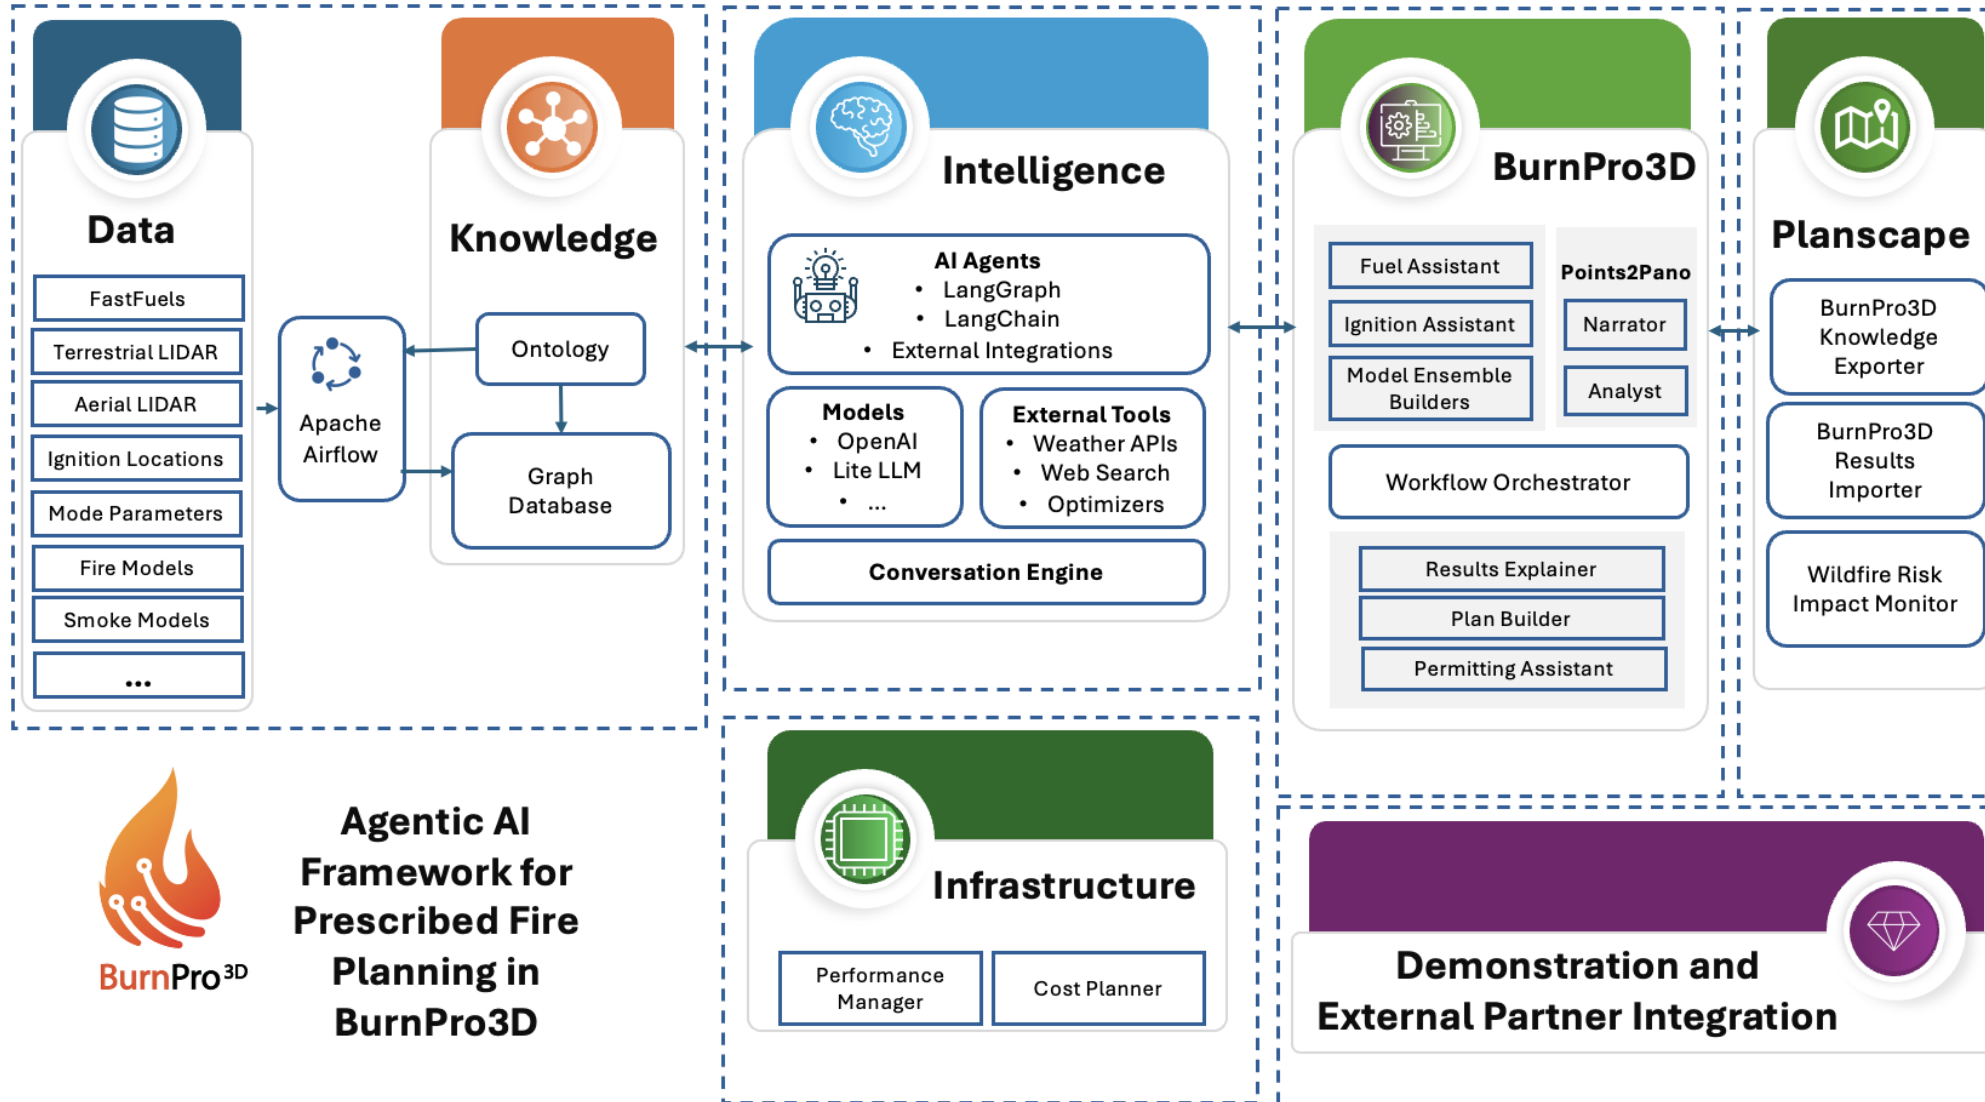 Data
FastFuels
Terrestrial LIDAR
Aerial LIDAR
Ignition Locations
Mode Parameters
Fire Models
Smoke Models
...
Apache
Airflow
Knowledge
Ontology
Graph
Database
Intelligence
AI Agents
• LangGraph
• LangChain
• External Integrations
Models
• OpenAI
• Lite LLM
• ...
External Tools
• Weather APIs
• Web Search
• Optimizers
Conversation Engine
BurnPro3D
Fuel Assistant
Ignition Assistant
Model Ensemble
Builders
Points2Pano
Narrator
Analyst
Workflow Orchestrator
Results Explainer
Plan Builder
Permitting Assistant
Planscape
BurnPro3D
Knowledge
Exporter
BurnPro3D
Results
Importer
Wildfire Risk
Impact Monitor
BurnPro3D
Agentic AI
Framework for
Prescribed Fire
Planning in
BurnPro3D
Infrastructure
Performance
Manager
Cost Planner
Demonstration and
External Partner Integration